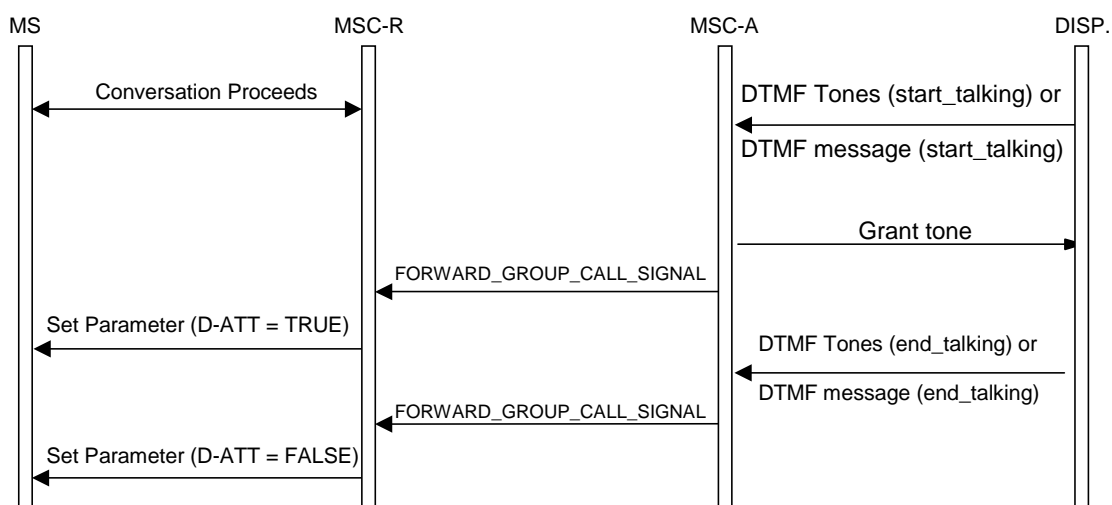 MS
MSC-R
MSC-A
DISP.
Conversation Proceeds
DTMF Tones (start_talking) or
DTMF message (start_talking)
Grant tone
FORWARD_GROUP_CALL_SIGNAL
Set Parameter (D-ATT = TRUE)
DTMF Tones (end_talking) or
DTMF message (end_talking)
FORWARD_GROUP_CALL_SIGNAL
Set Parameter (D-ATT = FALSE)